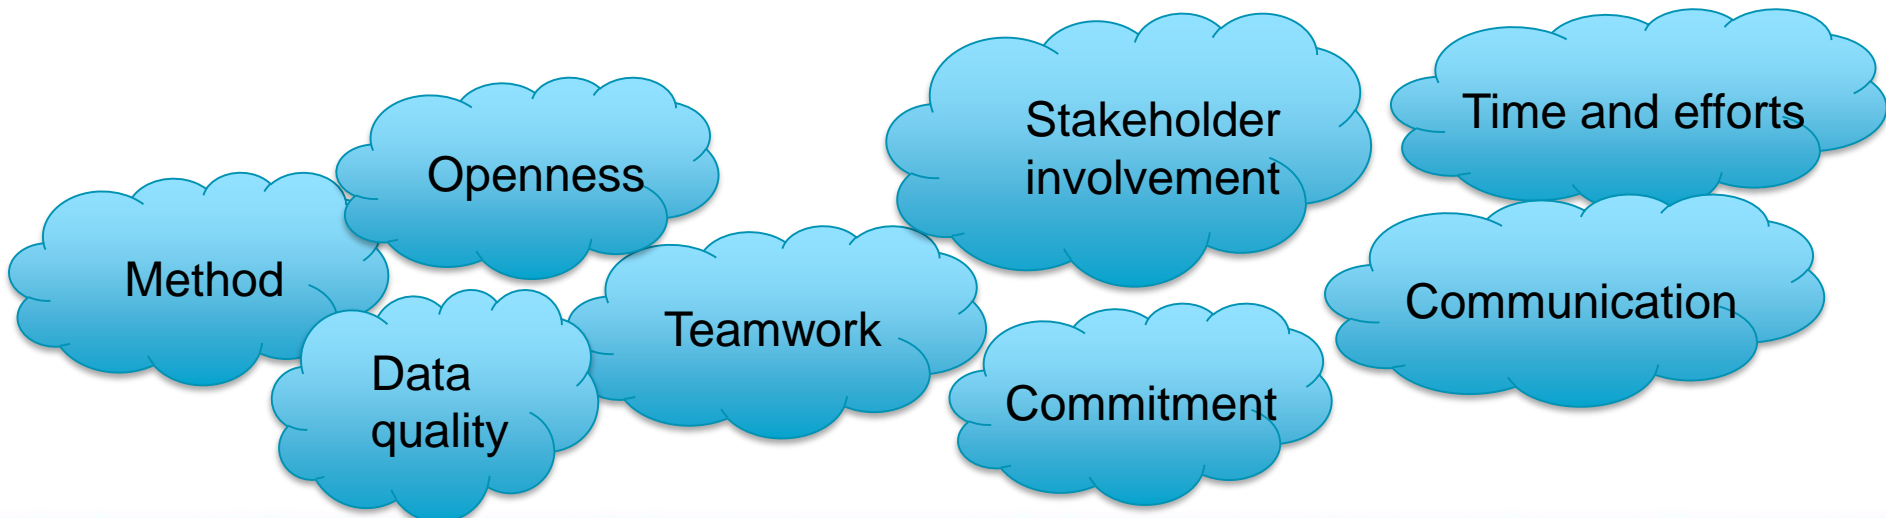 Method
Openness
Data
quality
Teamwork
Stakeholder
involvement
Commitment
Time and efforts
Communication